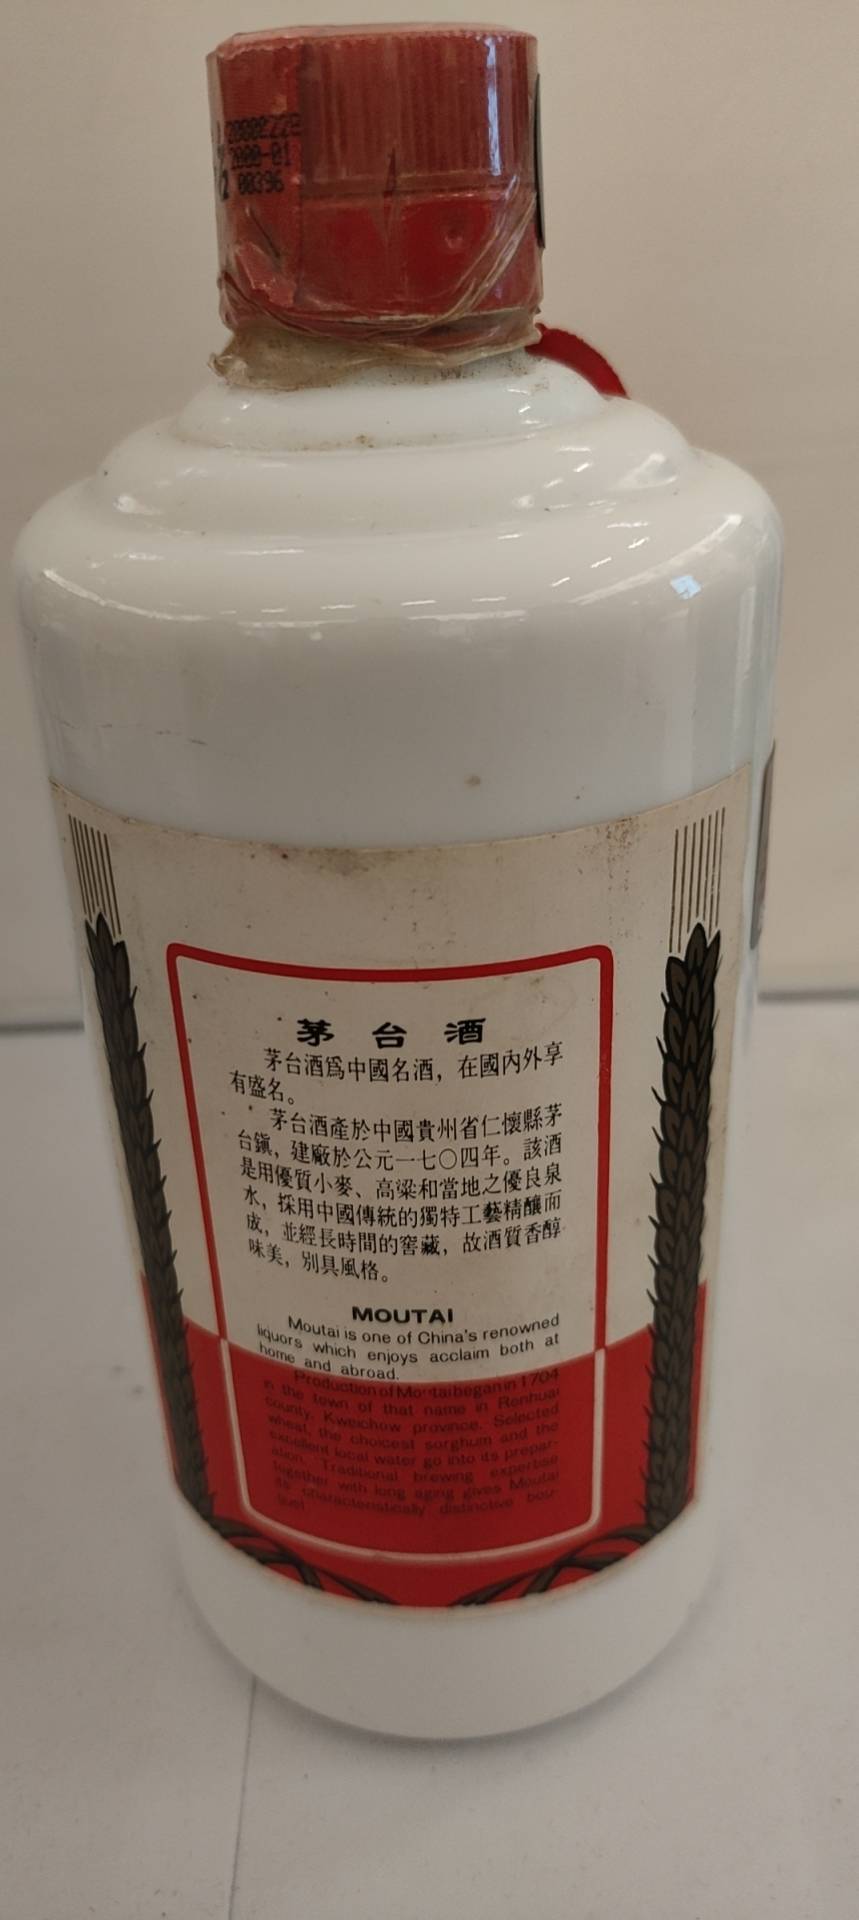 2000-01
00396
茅台酒
茅台酒爲中國名酒，在國內外享
有盛名。
茅台酒產於中國貴州省仁懷縣茅
台鎮，建廠於公元一七〇四年。該酒
是用優質小麥、高粱和當地之優良泉
水，採用中國傳統的獨特工藝精釀而
成，並經長時間的窖藏，故酒質香醇
味美，別具風格。
MOUTAI
Moutai is one of China's renowned
liquors which enjoys acclaim both at
home and abroad.
Production of Moutai began in 1704
in the town of that name in Renhuai
county, Kweichow province. Selected
wheat, the choicest sorghum and the
excellent local water go into its prepar-
ation. Traditional brewing expertise
together with long aging gives Moutai
its characteristically distinctive bou-
quet